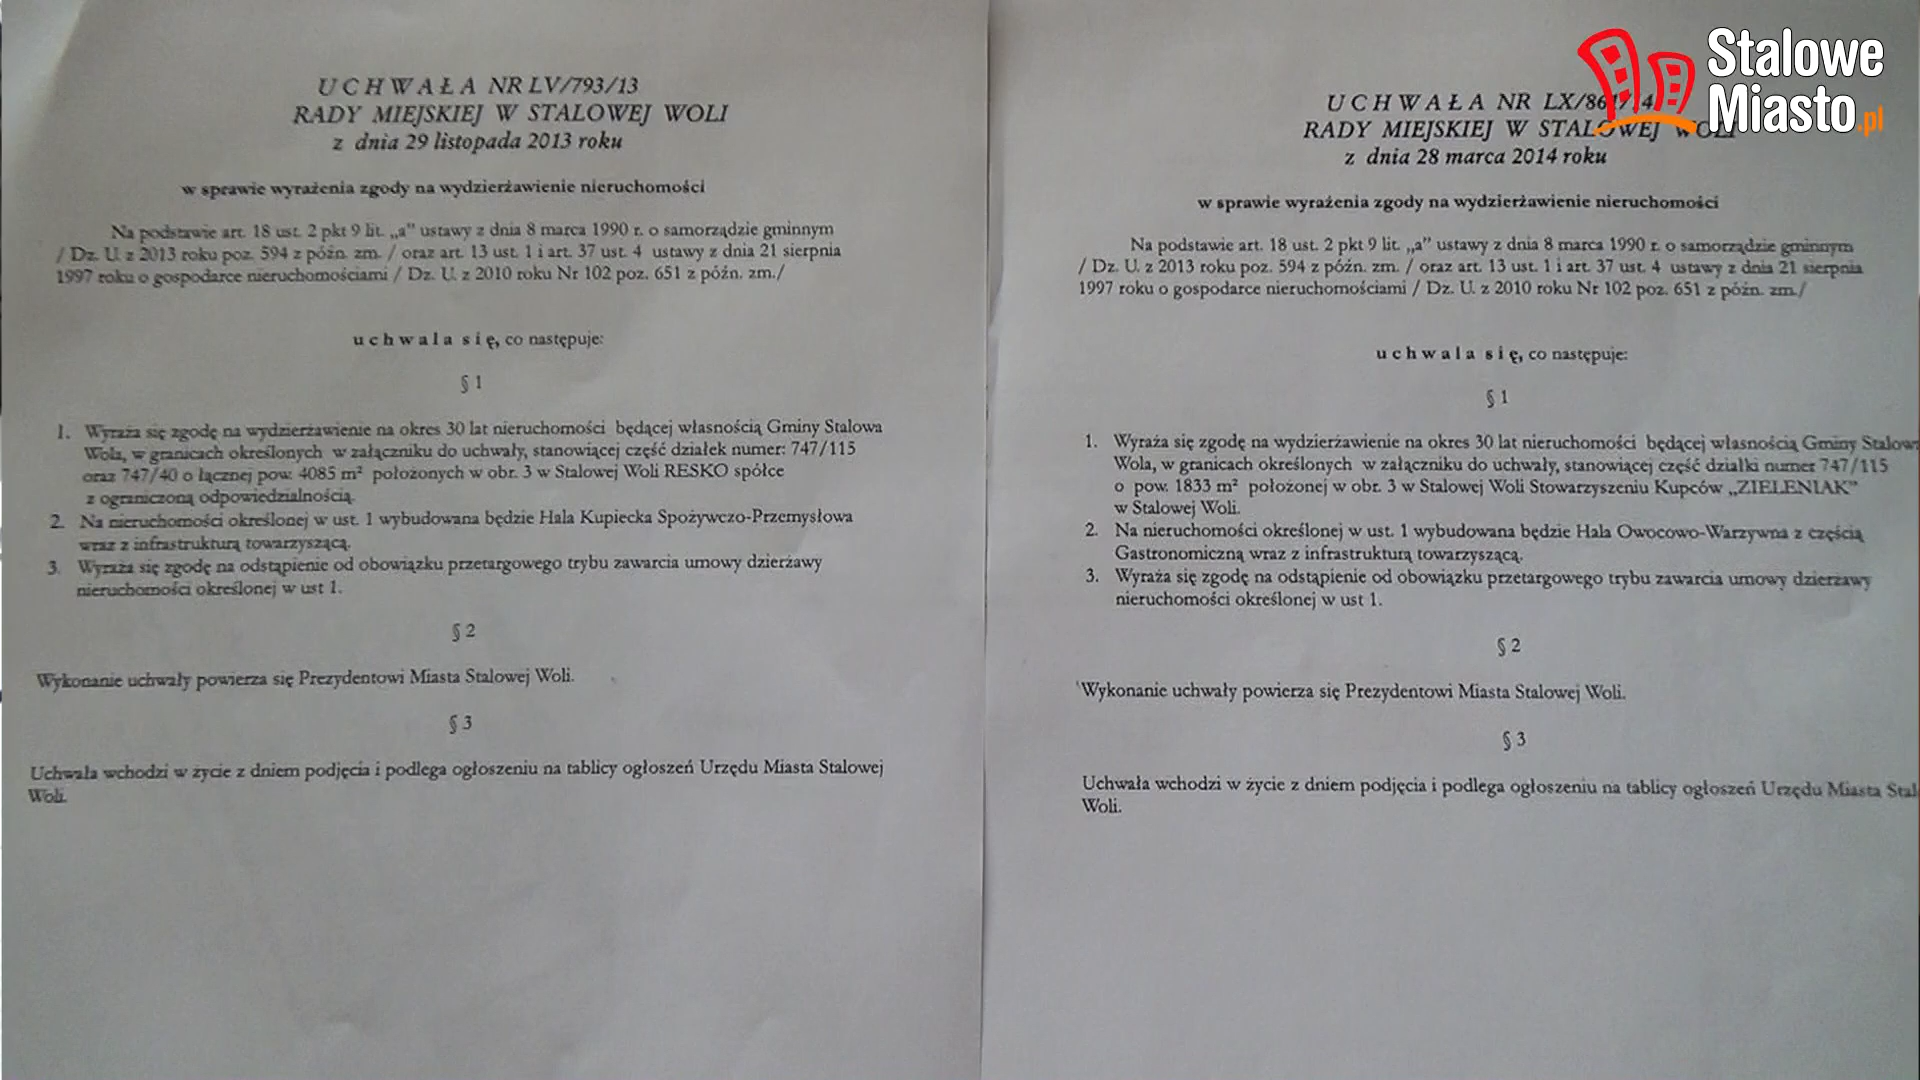 UCHWAŁA NR LV/793/13
RADY MIEJSKIEJ W STALOWEJ WOLI
z dnia 29 listopada 2013 roku
w sprawie wyrażenia zgody na wydzierżawienie nieruchomości
Na podstawie art. 18 ust. 2 pkt 9 lit. „a” ustawy z dnia 8 marca 1990 r. o samorządzie gminnym
/ Dz. U. z 2013 roku poz. 594 z późn. zm. / oraz art. 13 ust. 1 i art. 37 ust. 4 ustawy z dnia 21 sierpnia
1997 roku o gospodarce nieruchomościami / Dz. U. z 2010 roku Nr 102 poz. 651 z późn. zm./
uchwala się, co następuje:
§ 1
1. Wyraża się zgodę na wydzierżawienie na okres 30 lat nieruchomości będącej własnością Gminy Stalowa
Wola, w granicach określonych w załączniku do uchwały, stanowiącej część działek numer: 747/115
oraz 747/40 o łącznej pow. 4085 m² położonych w obr. 3 w Stalowej Woli RESKO spółce
z ograniczoną odpowiedzialnością.
2. Na nieruchomości określonej w ust. 1 wybudowana będzie Hala Kupiecka Spożywczo-Przemysłowa
wraz z infrastrukturą towarzyszącą.
3. Wyraża się zgodę na odstąpienie od obowiązku przetargowego trybu zawarcia umowy dzierżawy
nieruchomości określonej w ust 1.
§ 2
Wykonanie uchwały powierza się Prezydentowi Miasta Stalowej Woli.
§ 3
Uchwała wchodzi w życie z dniem podjęcia i podlega ogłoszeniu na tablicy ogłoszeń Urzędu Miasta Stalowej
Woli.
Stalowe
Miasto.pl
UCHWAŁA NR
RADY MIEJSKIEJ W STALOWEJ WOLI
z dnia 28 marca 2014 roku
w sprawie wyrażenia zgody na wydzierżawienie nieruchomości
Na podstawie art. 18 ust. 2 pkt 9 lit. „a” ustawy z dnia 8 marca 1990 r. o samorządzie gminnym
/ Dz. U. z 2013 roku poz. 594 z późn. zm. / oraz art. 13 ust. 1 i art. 37 ust. 4 ustawy z dnia 21 sierpnia
1997 roku o gospodarce nieruchomościami / Dz. U. z 2010 roku Nr 102 poz. 651 z późn. zm./
uchwala się, co następuje:
§ 1
1. Wyraża się zgodę na wydzierżawienie na okres 30 lat nieruchomości będącej własnością Gminy Stalow
Wola, w granicach określonych w załączniku do uchwały, stanowiącej część działki numer 747/115
o pow. 1833 m² położonej w obr. 3 w Stalowej Woli Stowarzyszeniu Kupców „ZIELENIAK”
w Stalowej Woli.
2. Na nieruchomości określonej w ust. 1 wybudowana będzie Hala Owocowo-Warzywna z częścią
Gastronomiczną wraz z infrastrukturą towarzyszącą.
3. Wyraża się zgodę na odstąpienie od obowiązku przetargowego trybu zawarcia umowy dzierżawy
nieruchomości określonej w ust 1.
§ 2
Wykonanie uchwały powierza się Prezydentowi Miasta Stalowej Woli.
§ 3
Uchwała wchodzi w życie z dniem podjęcia i podlega ogłoszeniu na tablicy ogłoszeń Urzędu Miasta Stal
Woli.